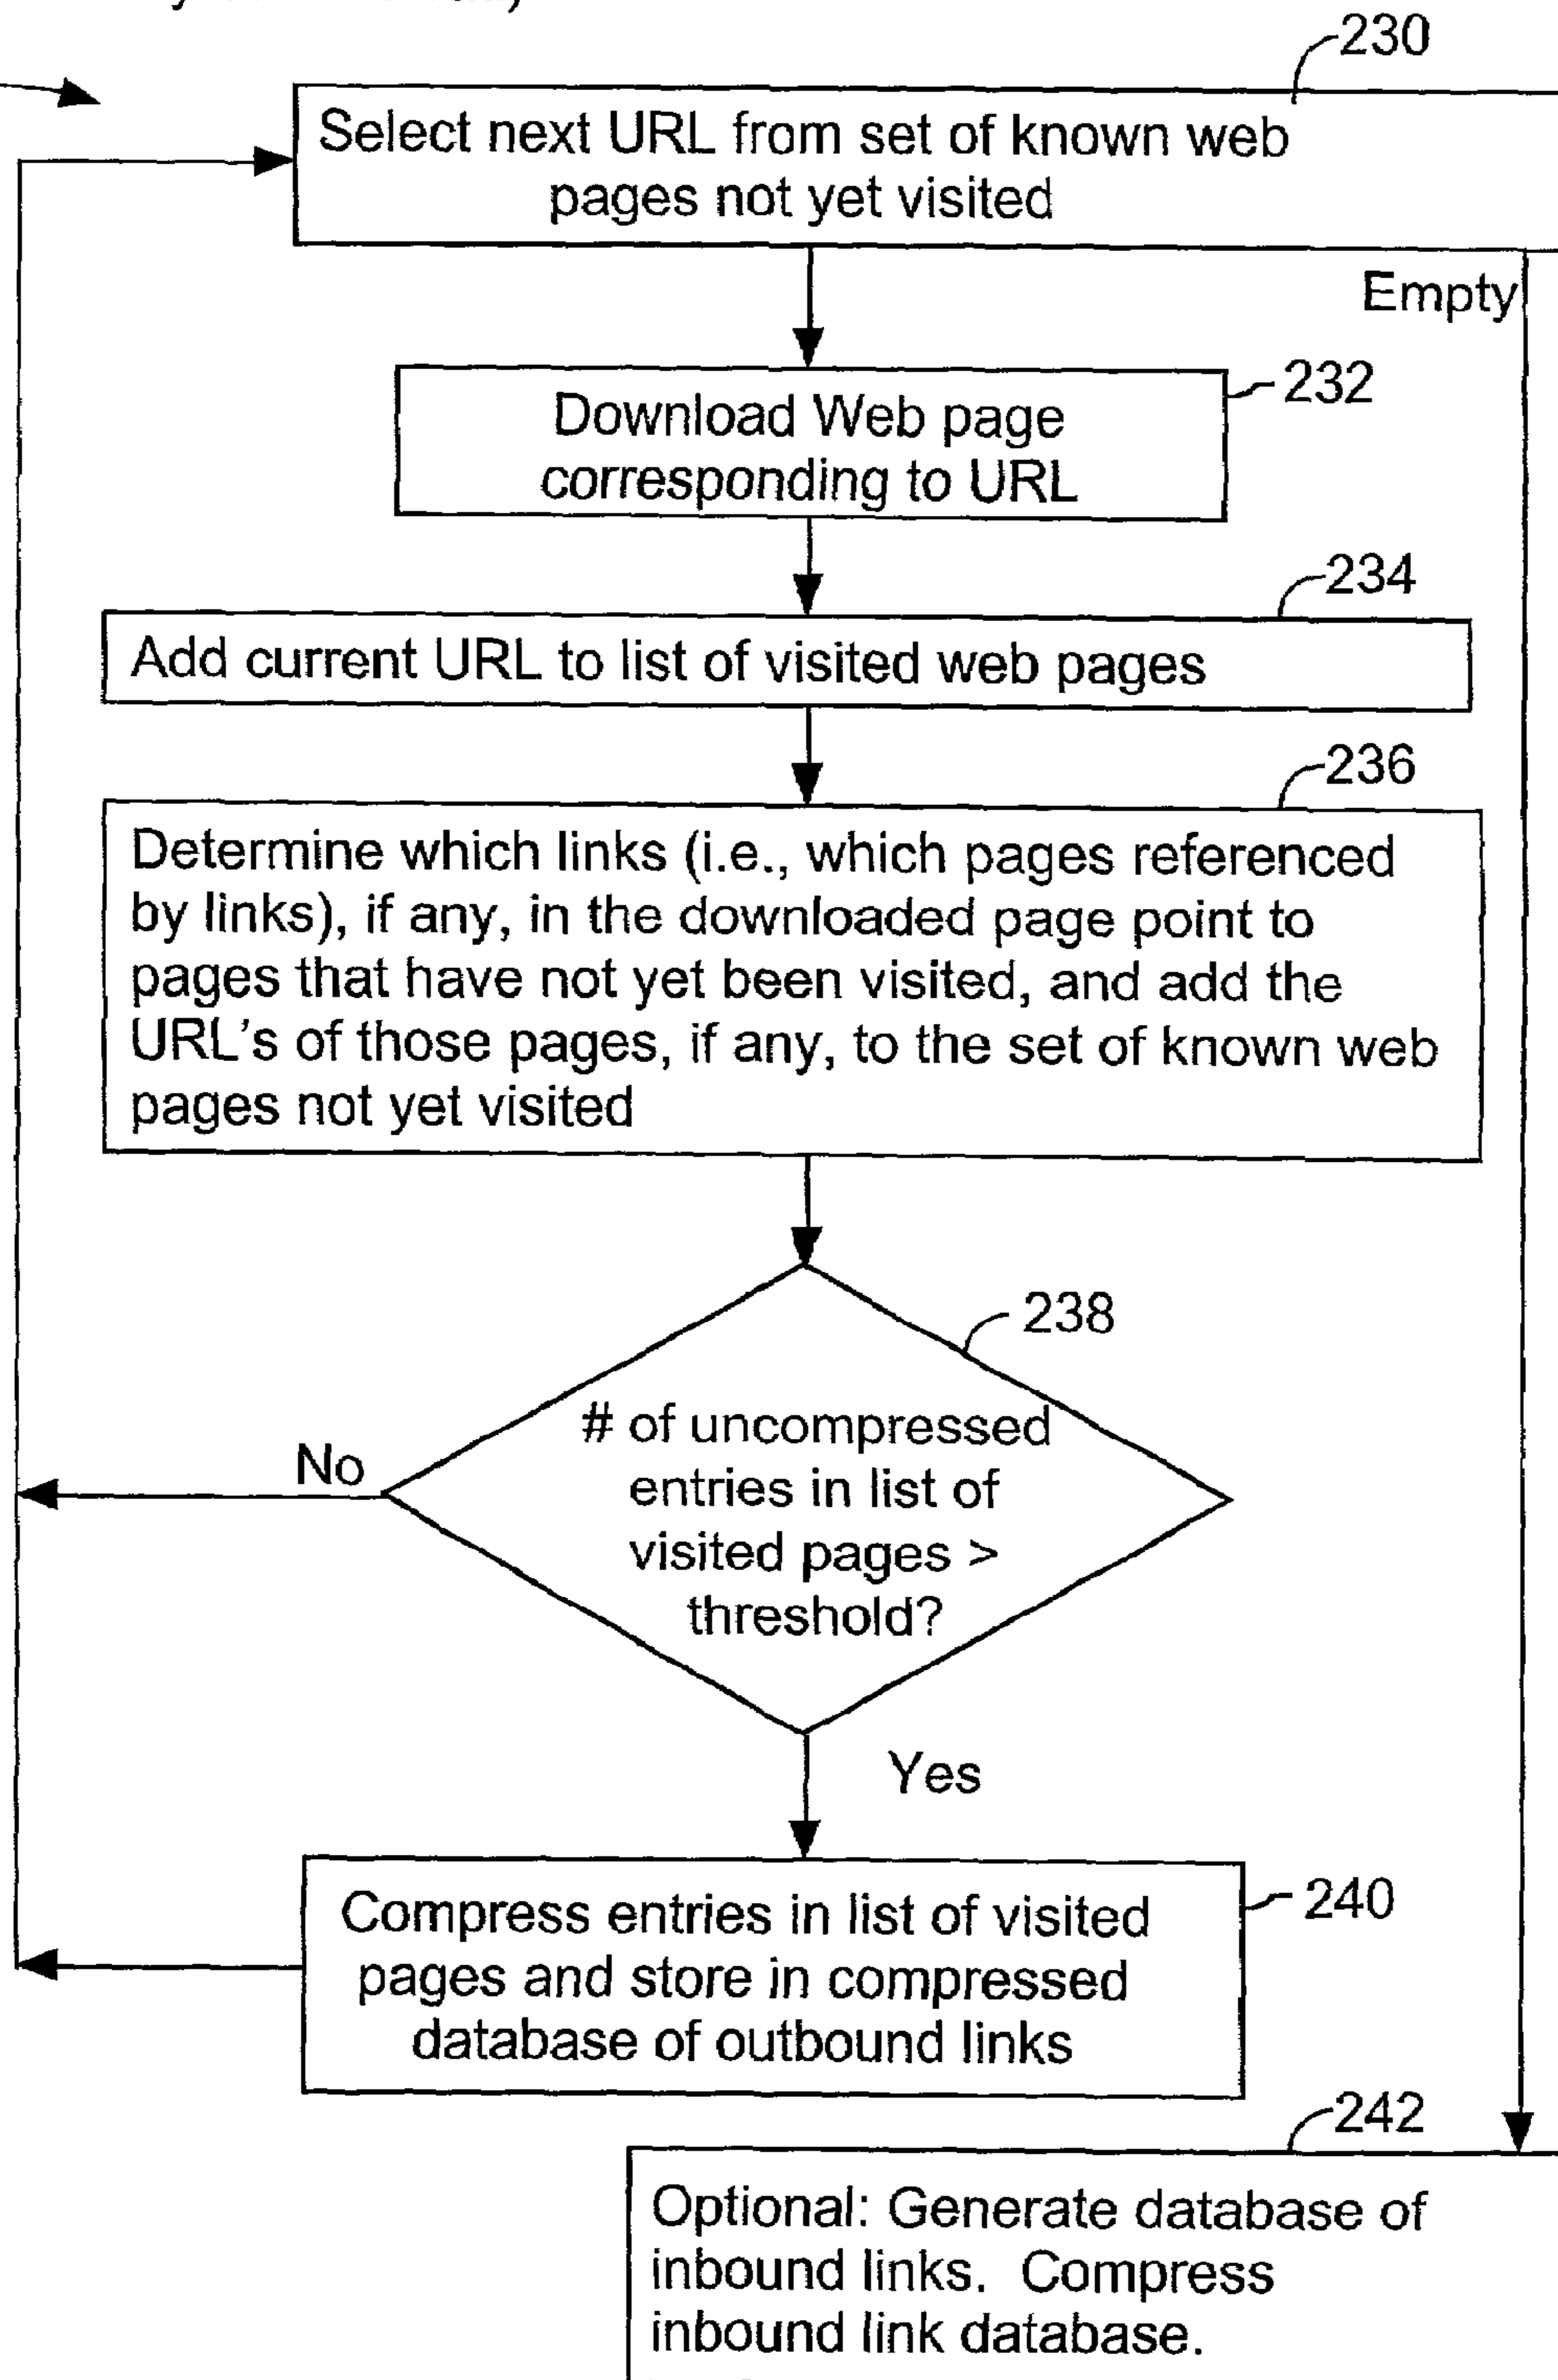 230
Select next URL from set of known web
pages not yet visited
Empty
232
Download Web page
corresponding to URL
234
Add current URL to list of visited web pages
236
Determine which links (i.e., which pages referenced
by links), if any, in the downloaded page point to
pages that have not yet been visited, and add the
URL's of those pages, if any, to the set of known web
pages not yet visited
238
# of uncompressed
entries in list of
visited pages >
threshold?
No
Yes
240
Compress entries in list of visited
pages and store in compressed
database of outbound links
242
Optional: Generate database of
inbound links. Compress
inbound link database.